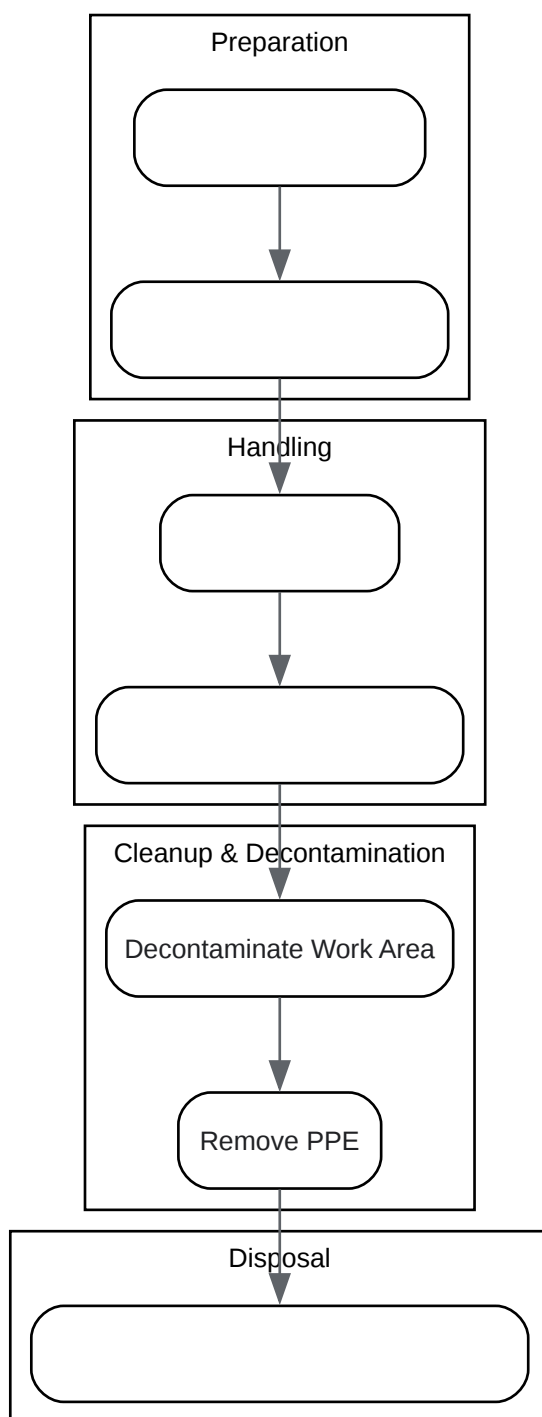 Preparation
Handling
Cleanup & Decontamination
Decontaminate Work Area
Remove PPE
Disposal